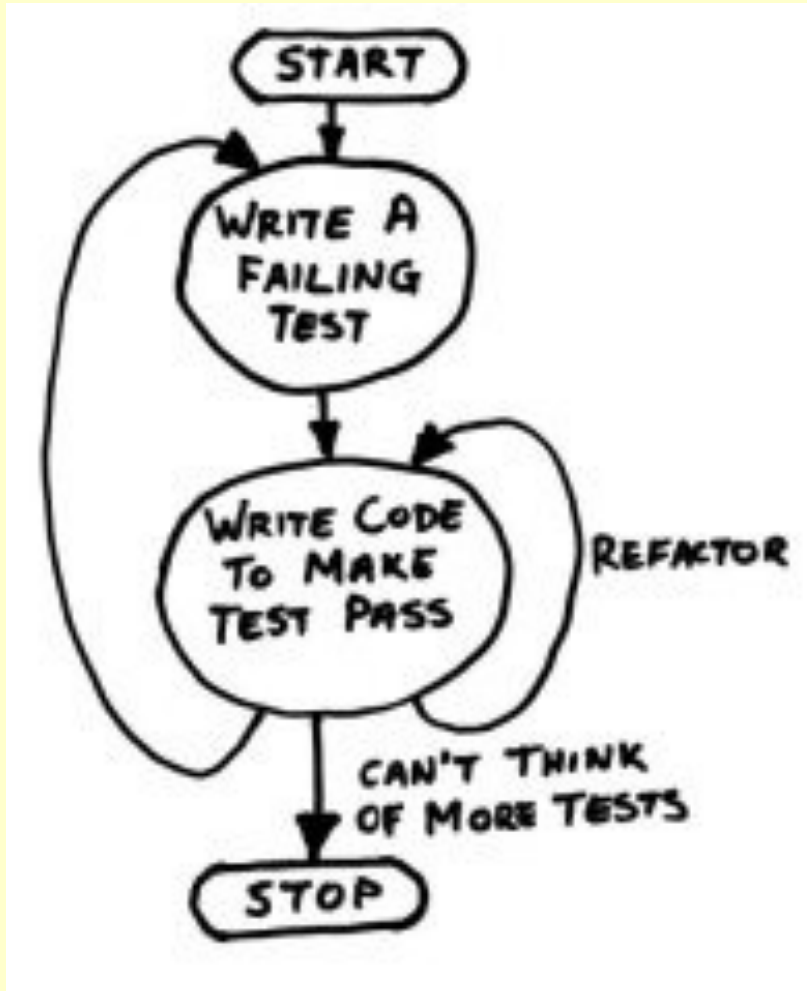 START
WRITE A
FAILING
TEST
WRITE CODE
TO MAKE
TEST PASS
REFACTOR
CAN'T THINK
OF MORE TESTS
STOP